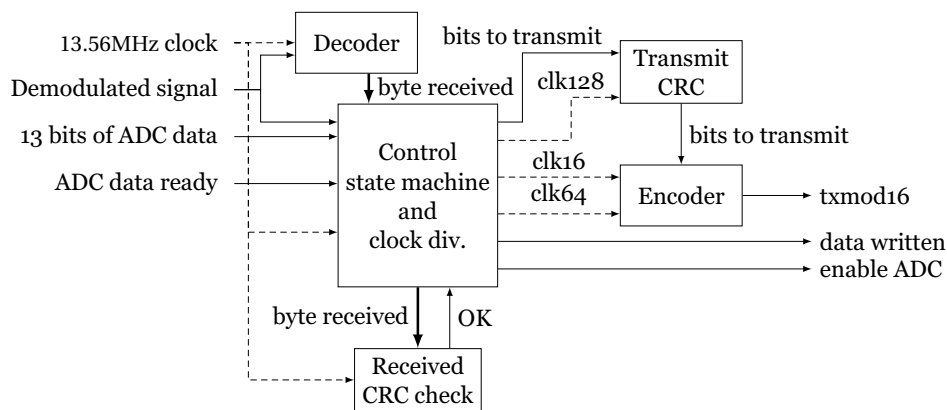 13.56MHz clock
Demodulated signal
13 bits of ADC data
ADC data ready
Decoder
byte received
Control
state machine
and
clock div.
bits to transmit
clk128
Transmit
CRC
bits to transmit
clk16
clk64
Encoder
txmod16
data written
enable ADC
byte received
OK
Received
CRC check